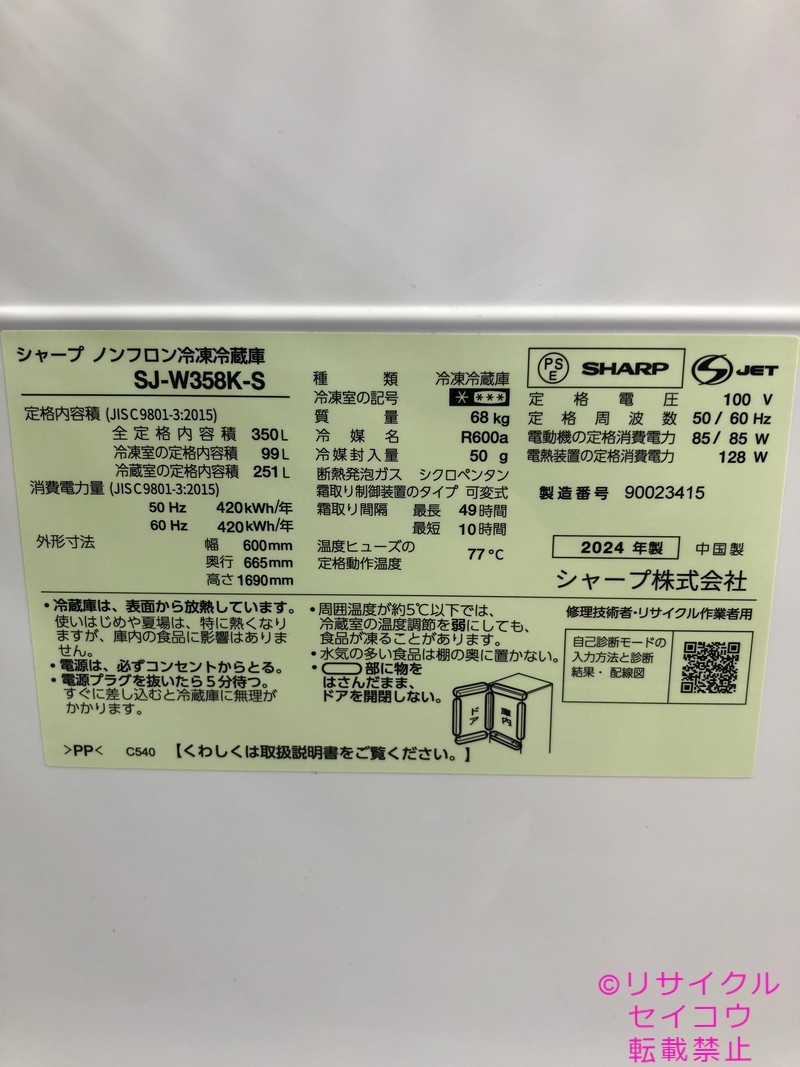 シャープ ノンフロン冷凍冷蔵庫
SJ-W358K-S
定格内容積 (JIS C 9801-3:2015)
全定格内容積 350 L
冷凍室の定格内容積 99 L
冷蔵室の定格内容積 251 L
消費電力量 (JIS C 9801-3:2015)
50 Hz 420 kWh/年
60 Hz 420 kWh/年
外形寸法 幅 600 mm
奥行 665 mm
高さ 1690 mm
種類 冷凍冷蔵庫
冷凍室の記号 * ***
質量 68 kg
冷媒名 R600a
冷媒封入量 50 g
断熱発泡ガス シクロペンタン
霜取り制御装置のタイプ 可変式
霜取り間隔 最長 49 時間
最短 10 時間
温度ヒューズの
定格動作温度 77 ℃
PS
E
SHARP
JET
定格電圧 100 V
定格周波数 50 / 60 Hz
電動機の定格消費電力 85 / 85 W
電熱装置の定格消費電力 128 W
製造番号 90023415
2024 年製 中国製
シャープ株式会社
・冷蔵庫は、表面から放熱しています。
使いはじめや夏場は、特に熱くなり
ますが、庫内の食品に影響はありま
せん。
・電源は、必ずコンセントからとる。
・電源プラグを抜いたら5分待つ。
すぐに差し込むと冷蔵庫に無理が
かかります。
・周囲温度が約5℃以下では、
冷蔵室の温度調節を弱にしても、
食品が凍ることがあります。
・水気の多い食品は棚の奥に置かない。
・部に物を
はさんだまま、
ドアを開閉しない。
ドア
庫内
修理技術者・リサイクル作業者用
自己診断モードの
入力方法と診断
結果・配線図
>PP< C540 【くわしくは取扱説明書をご覧ください。】
©リサイクル
セイコウ
転載禁止